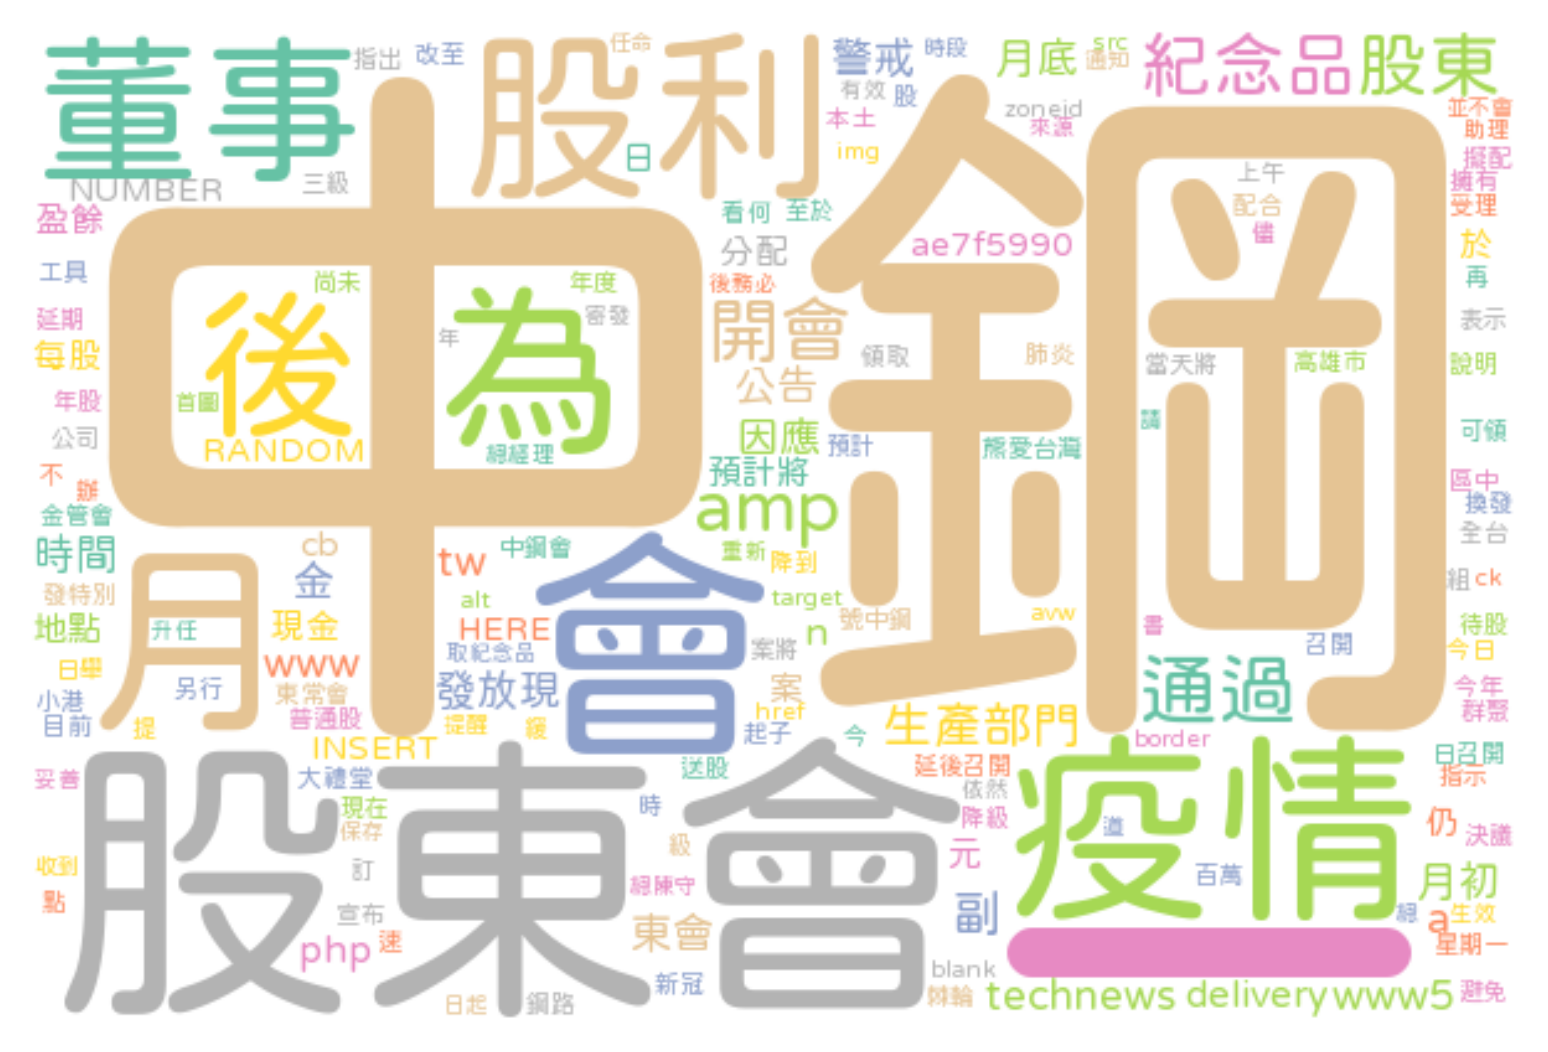 董事
指出
改至
股利
任命
警戒
時段
月底
src
通知
紀念品
股東
有效
股
zoneid
本土
來源
並不會
助理
日
img
擬配
NUMBER
三級
上午
擁有
盈餘
看何
至於
配合
受理
中鋼
分配
ae7f5990
儘
於
工具
尚未
年度
後務必
再
後
為
年
寄發
開會
延期
領取
肺炎
當天將
高雄市
表示
每股
公告
說明
年股
首圖
公司
RANDOM
總經理
因應
預計
熊愛台灣
請
可領
不
辦
預計將
區中
金管會
amp
換發
時間
cb
金
tw
中鋼會
重新
降到
全台
發特別
月
會
alt
target
組
ck
地點
升任
現金
HERE
n
號中鋼
avw
書
待股
日舉
www
取紀念品
案將
召開
今日
小港
另行
東常會
發放現
案
通過
今年
目前
提
普通股
提醒
緩
href
起子
今
生產部門
群聚
INSERT
border
妥善
大禮堂
股東會
送股
延後召開
疫情
日召開
現在
時
依然
指示
保存
級
降級
道
仍
決議
收到
訂
總陳守
元
百萬
月初
點
宣布
東會
副
總
a
生效
php
速
星期一
新冠
blank
日起
鋼路
棘輪
technews
delivery
www5
避免